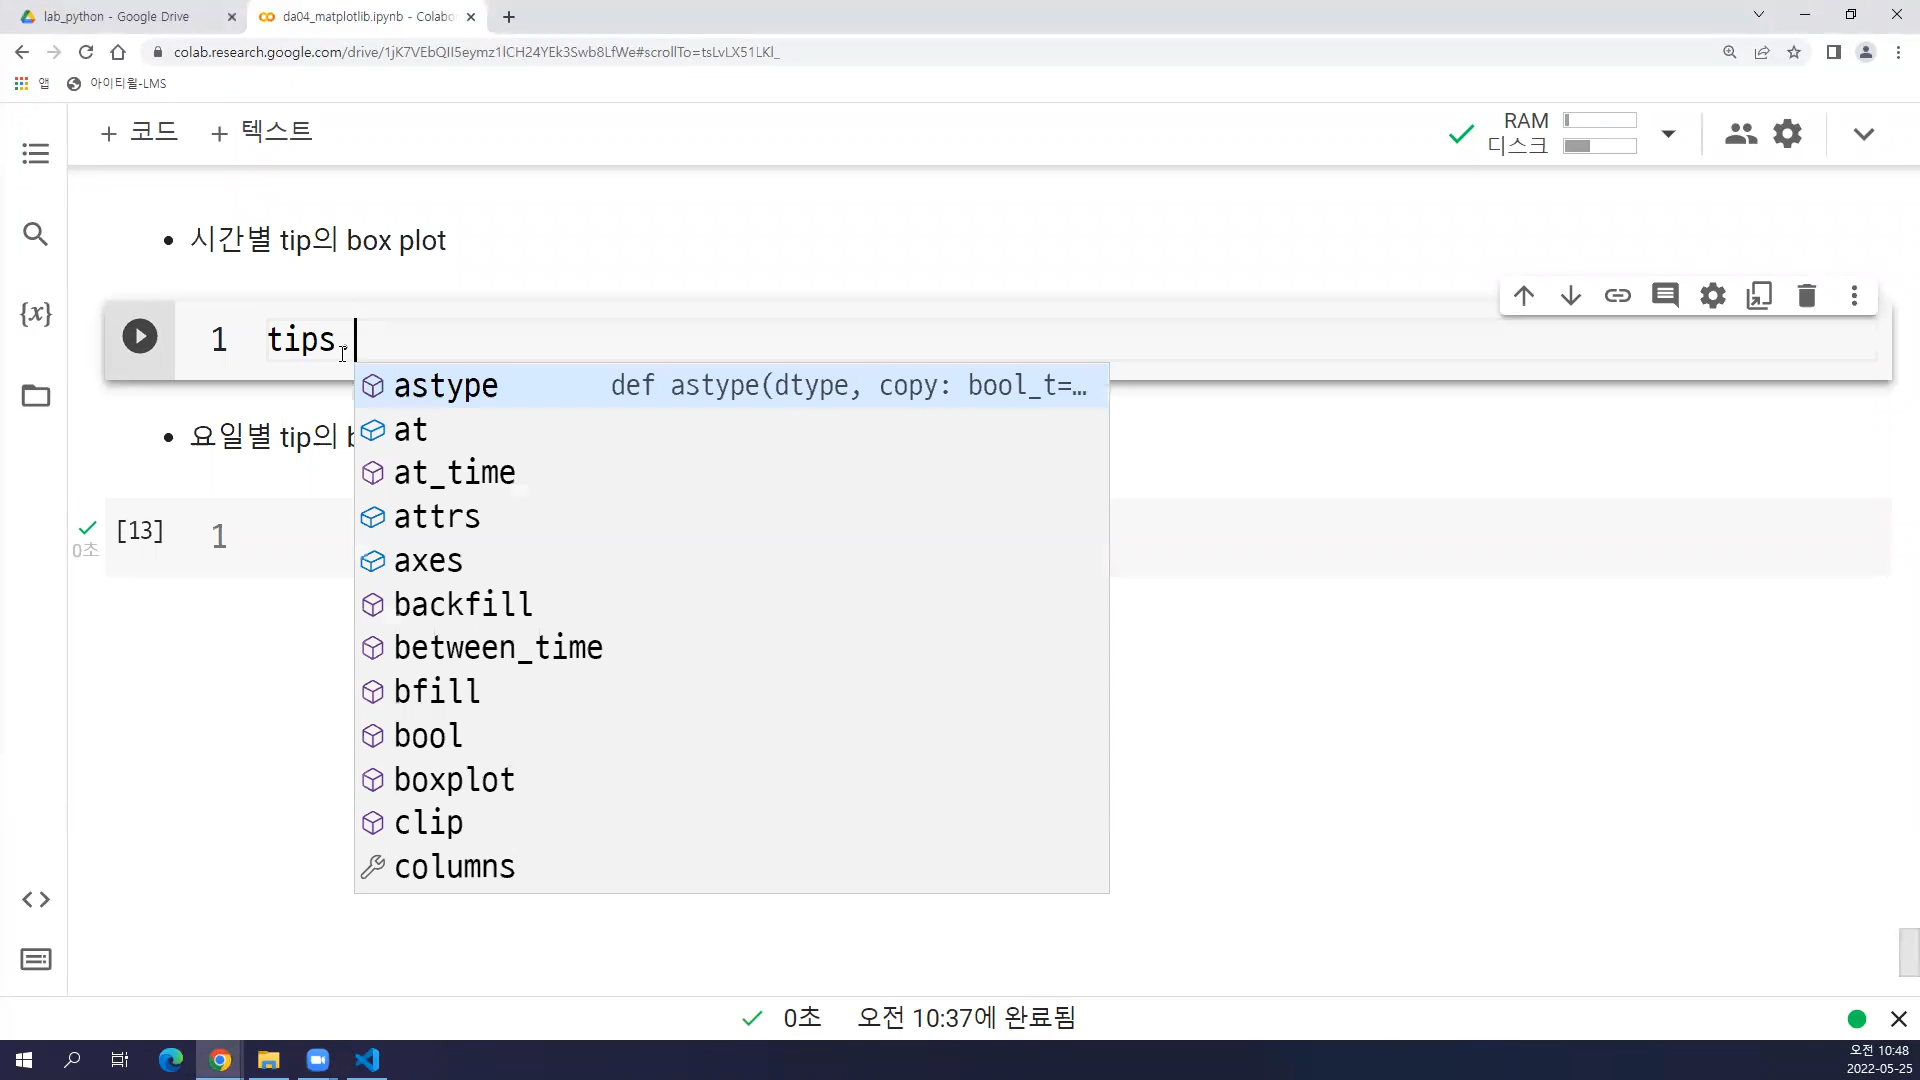 lab_python - Google Drive
da04_matplotlib.ipynb - Colabo
colab.research.google.com/drive/1jK7VEbQII5eymz1lCH24YEk3Swb8LfWe#scrollTo=tsLvLX51LKl_
앱
아이티윌-LMS
+ 코드
+ 텍스트
RAM
디스크
시간별 tip의 box plot
1 tips.
astype def astype(dtype, copy: bool_t=…
at
요일별 tip의 b
at_time
attrs
[13] 1
0초
axes
backfill
between_time
bfill
bool
boxplot
clip
columns
0초 오전 10:37에 완료됨
오전 10:48
2022-05-25